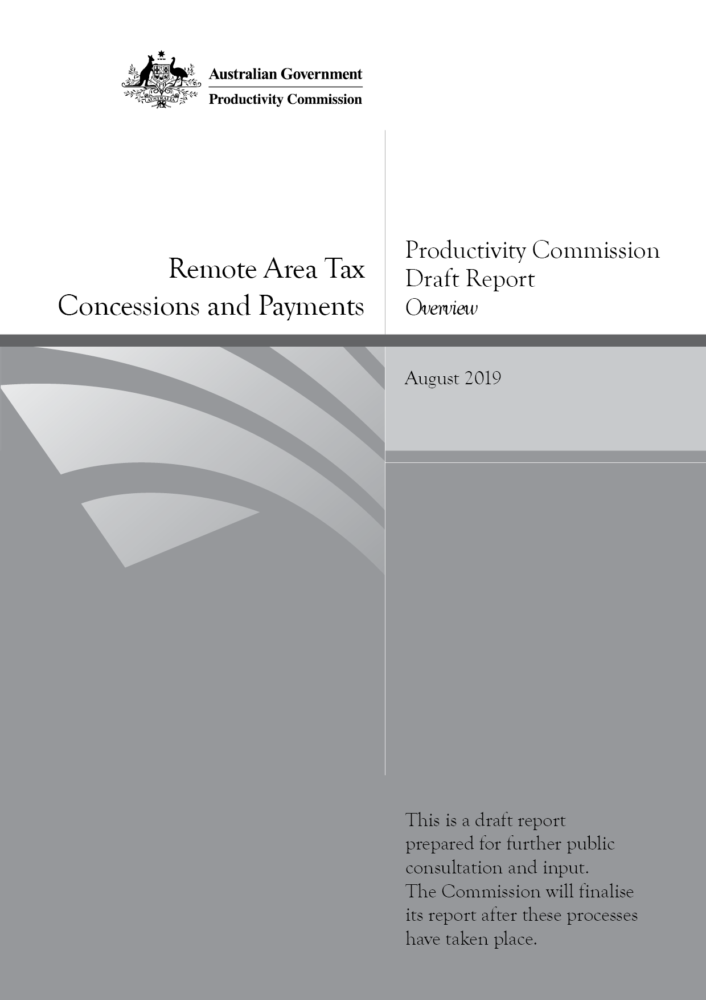 AUSTRALIA
Australian Government
Productivity Commission
Remote Area Tax
Concessions and Payments
Productivity Commission
Draft Report
Overview
August 2019
This is a draft report
prepared for further public
consultation and input.
The Commission will finalise
its report after these processes
have taken place.